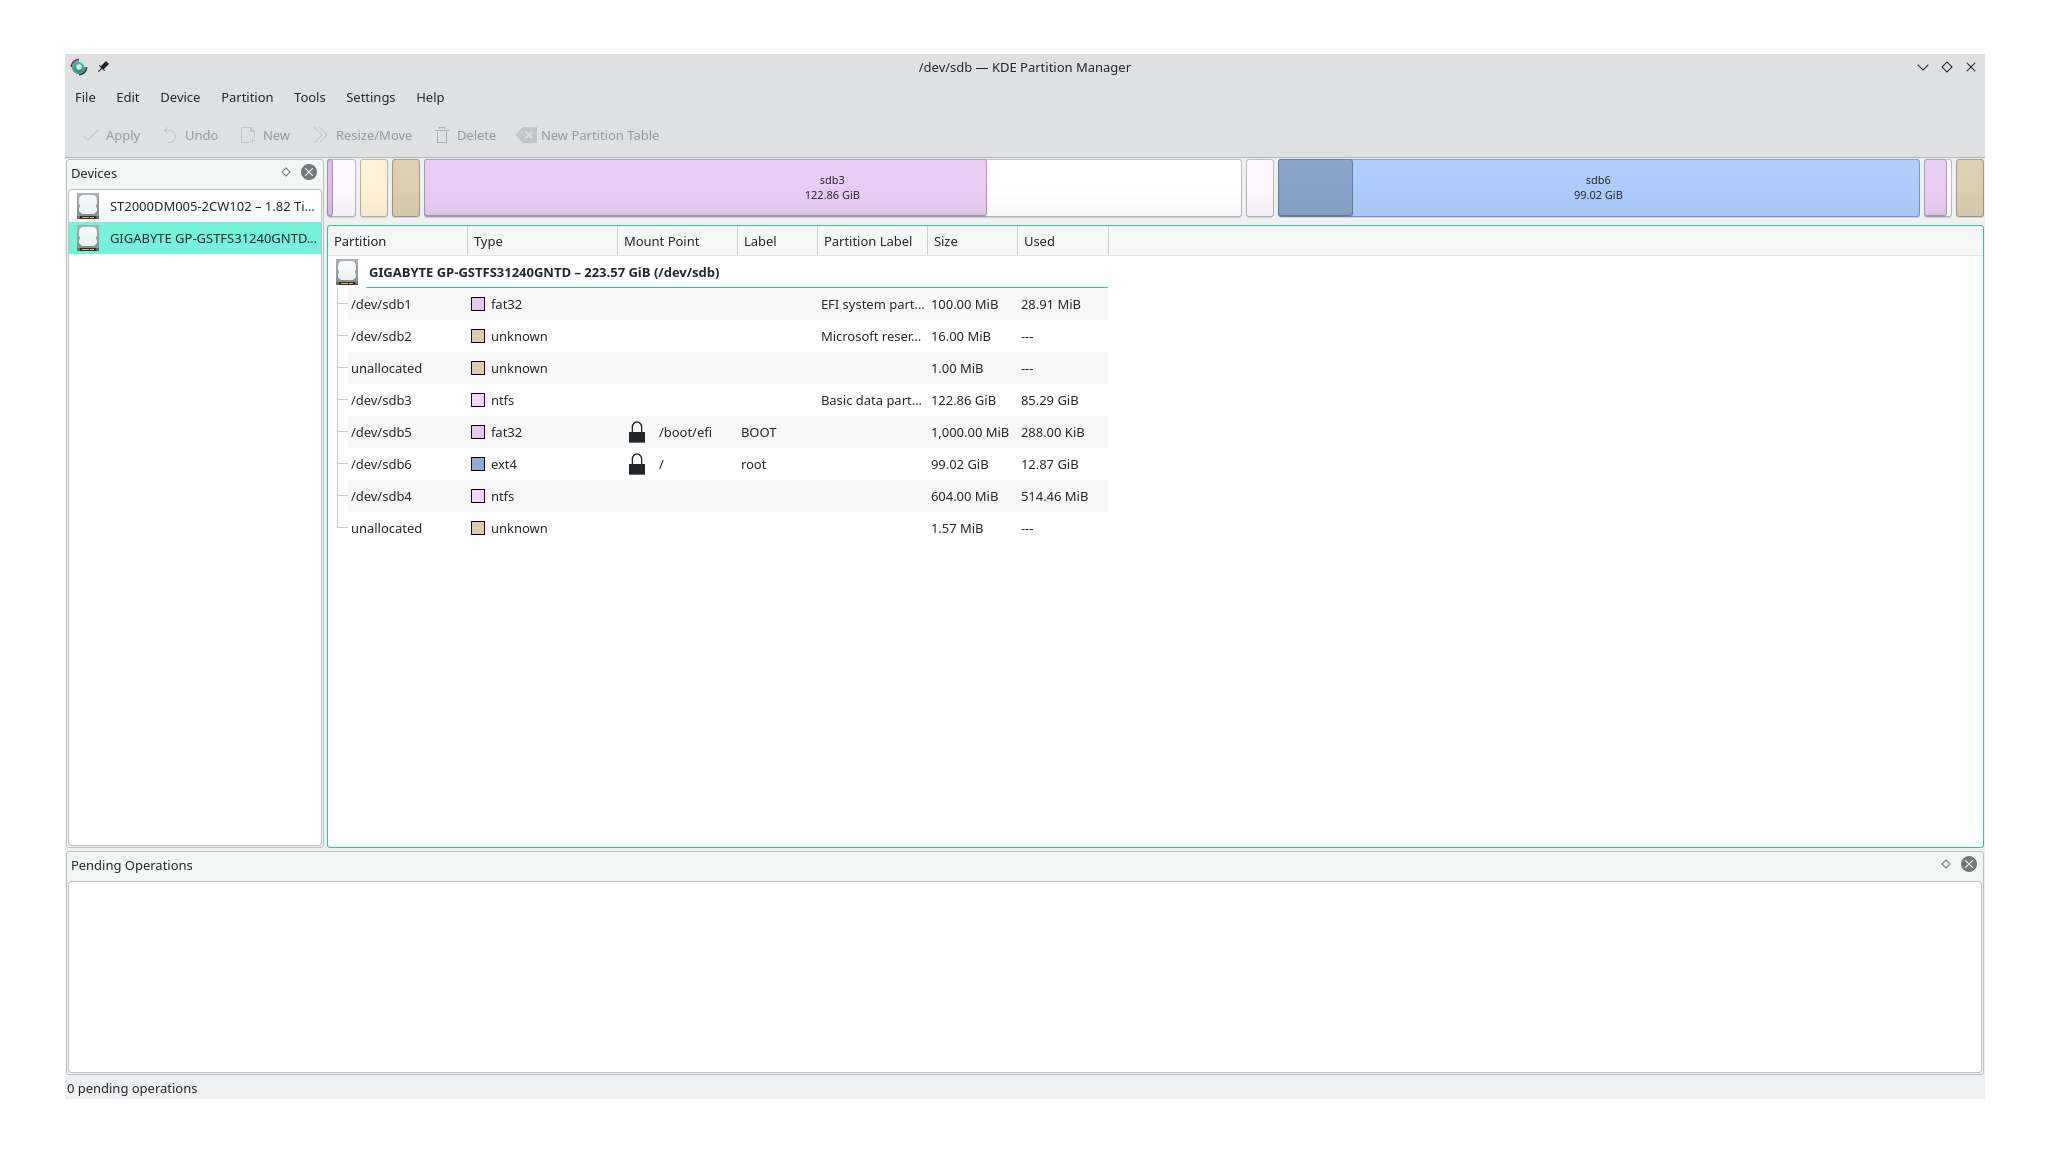 /dev/sdb — KDE Partition Manager
File Edit Device Partition Tools Settings Help
Apply Undo New Resize/Move Delete New Partition Table
Devices
ST2000DM005-2CW102 – 1.82 Ti...
GIGABYTE GP-GSTFS31240GNTD...
sdb3
122.86 GiB
sdb6
99.02 GiB
Partition Type Mount Point Label Partition Label Size Used
GIGABYTE GP-GSTFS31240GNTD – 223.57 GiB (/dev/sdb)
/dev/sdb1 fat32 EFI system part... 100.00 MiB 28.91 MiB
/dev/sdb2 unknown Microsoft reser... 16.00 MiB ---
unallocated unknown 1.00 MiB ---
/dev/sdb3 ntfs Basic data part... 122.86 GiB 85.29 GiB
/dev/sdb5 fat32 /boot/efi BOOT 1,000.00 MiB 288.00 KiB
/dev/sdb6 ext4 / root 99.02 GiB 12.87 GiB
/dev/sdb4 ntfs 604.00 MiB 514.46 MiB
unallocated unknown 1.57 MiB ---
Pending Operations
0 pending operations